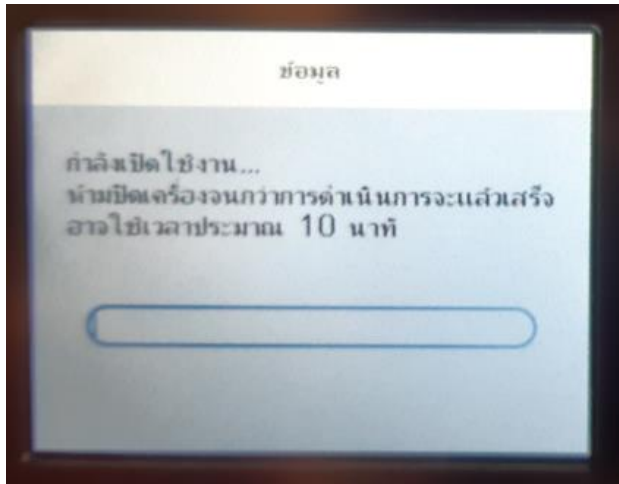 ข้อมูล
กำลังเปิดใช้งาน...
ห้ามปิดเครื่องจนกว่าการดำเนินการจะแล้วเสร็จ
อาจใช้เวลาประมาณ 10 นาที